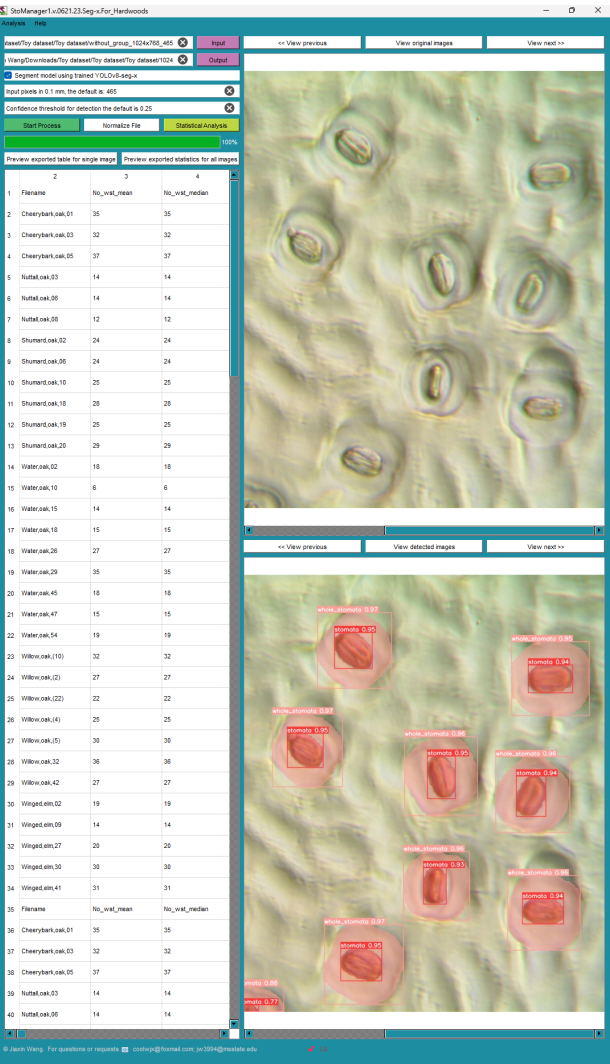 StoManager1.v.0621.23.Seg-x.For_Hardwoods
Analysis Help
itaset/Toy dataset/Toy dataset/without_group_1024x768_465 Input
Wang/Downloads/Toy dataset/Toy dataset/Toy dataset/1024 Output
Segment model using trained YOLOv8-seg-x
Input pixels in 0.1 mm, the default is: 465
Confidence threshold for detection the default is 0.25
Start Process Normalize File Statistical Analysis
100%
Preview exported table for single image Preview exported statistics for all images
2 3 4
1 Filename No_wst_mean No_wst_median
2 Cheerybark,oak,01 35 35
3 Cheerybark,oak,03 32 32
4 Cheerybark,oak,05 37 37
5 Nuttall,oak,03 14 14
6 Nuttall,oak,06 14 14
7 Nuttall,oak,08 12 12
8 Shumard,oak,02 24 24
9 Shumard,oak,06 24 24
10 Shumard,oak,10 25 25
11 Shumard,oak,18 28 28
12 Shumard,oak,19 25 25
13 Shumard,oak,20 29 29
14 Water,oak,02 18 18
15 Water,oak,10 6 6
16 Water,oak,15 14 14
17 Water,oak,18 15 15
18 Water,oak,26 27 27
19 Water,oak,29 35 35
20 Water,oak,45 18 18
21 Water,oak,47 15 15
22 Water,oak,54 19 19
23 Willow,oak,(10) 32 32
24 Willow,oak,(2) 27 27
25 Willow,oak,(22) 22 22
26 Willow,oak,(4) 25 25
27 Willow,oak,(5) 30 30
28 Willow,oak,32 36 36
29 Willow,oak,42 27 27
30 Winged,elm,02 19 19
31 Winged,elm,09 14 14
32 Winged,elm,27 20 20
33 Winged,elm,30 30 30
34 Winged,elm,41 31 31
35 Filename No_wst_mean No_wst_median
36 Cheerybark,oak,01 35 35
37 Cheerybark,oak,03 32 32
38 Cheerybark,oak,05 37 37
39 Nuttall,oak,03 14 14
40 Nuttall,oak,06 14 14
<< View previous View original images View next >>
<< View previous View detected images View next >>
whole_stomata 0.97
stomata 0.95
whole_stomata 0.95
stomata 0.94
whole_stomata 0.97
stomata 0.95
whole_stomata 0.96
stomata 0.95
whole_stomata 0.96
stomata 0.94
whole_stomata 0.96
stomata 0.93
whole_stomata 0.96
stomata 0.94
whole_stomata 0.97
stomata 0.95
omata 0.88
omata 0.77
© Jiaxin Wang. For questions or requests coolwjx@foxmail.com; jw3994@msstate.edu